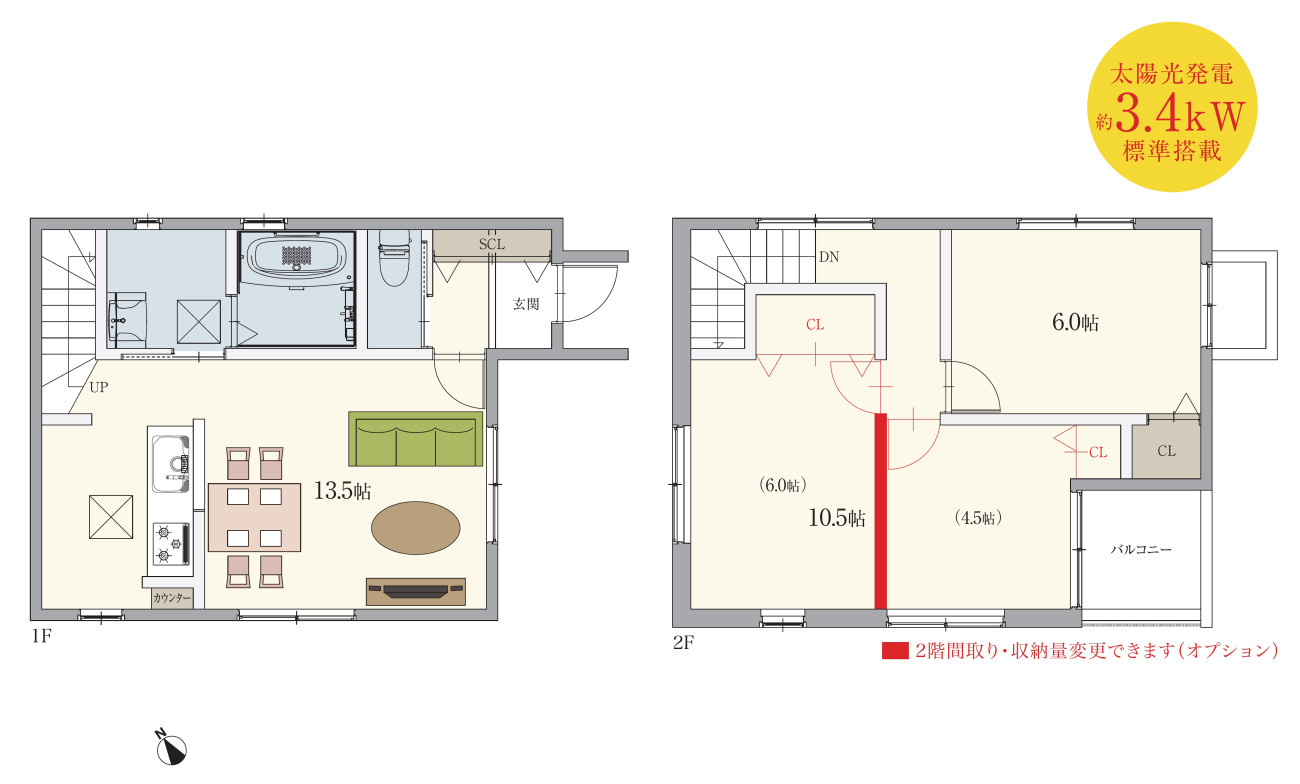 太陽光発電
約3.4kW
標準搭載
SCL
玄関
UP
13.5帖
カウンター
1F
DN
CL
6.0帖
CL
CL
(6.0帖)
10.5帖
(4.5帖)
バルコニー
2F
2階間取り・収納量変更できます(オプション)
N